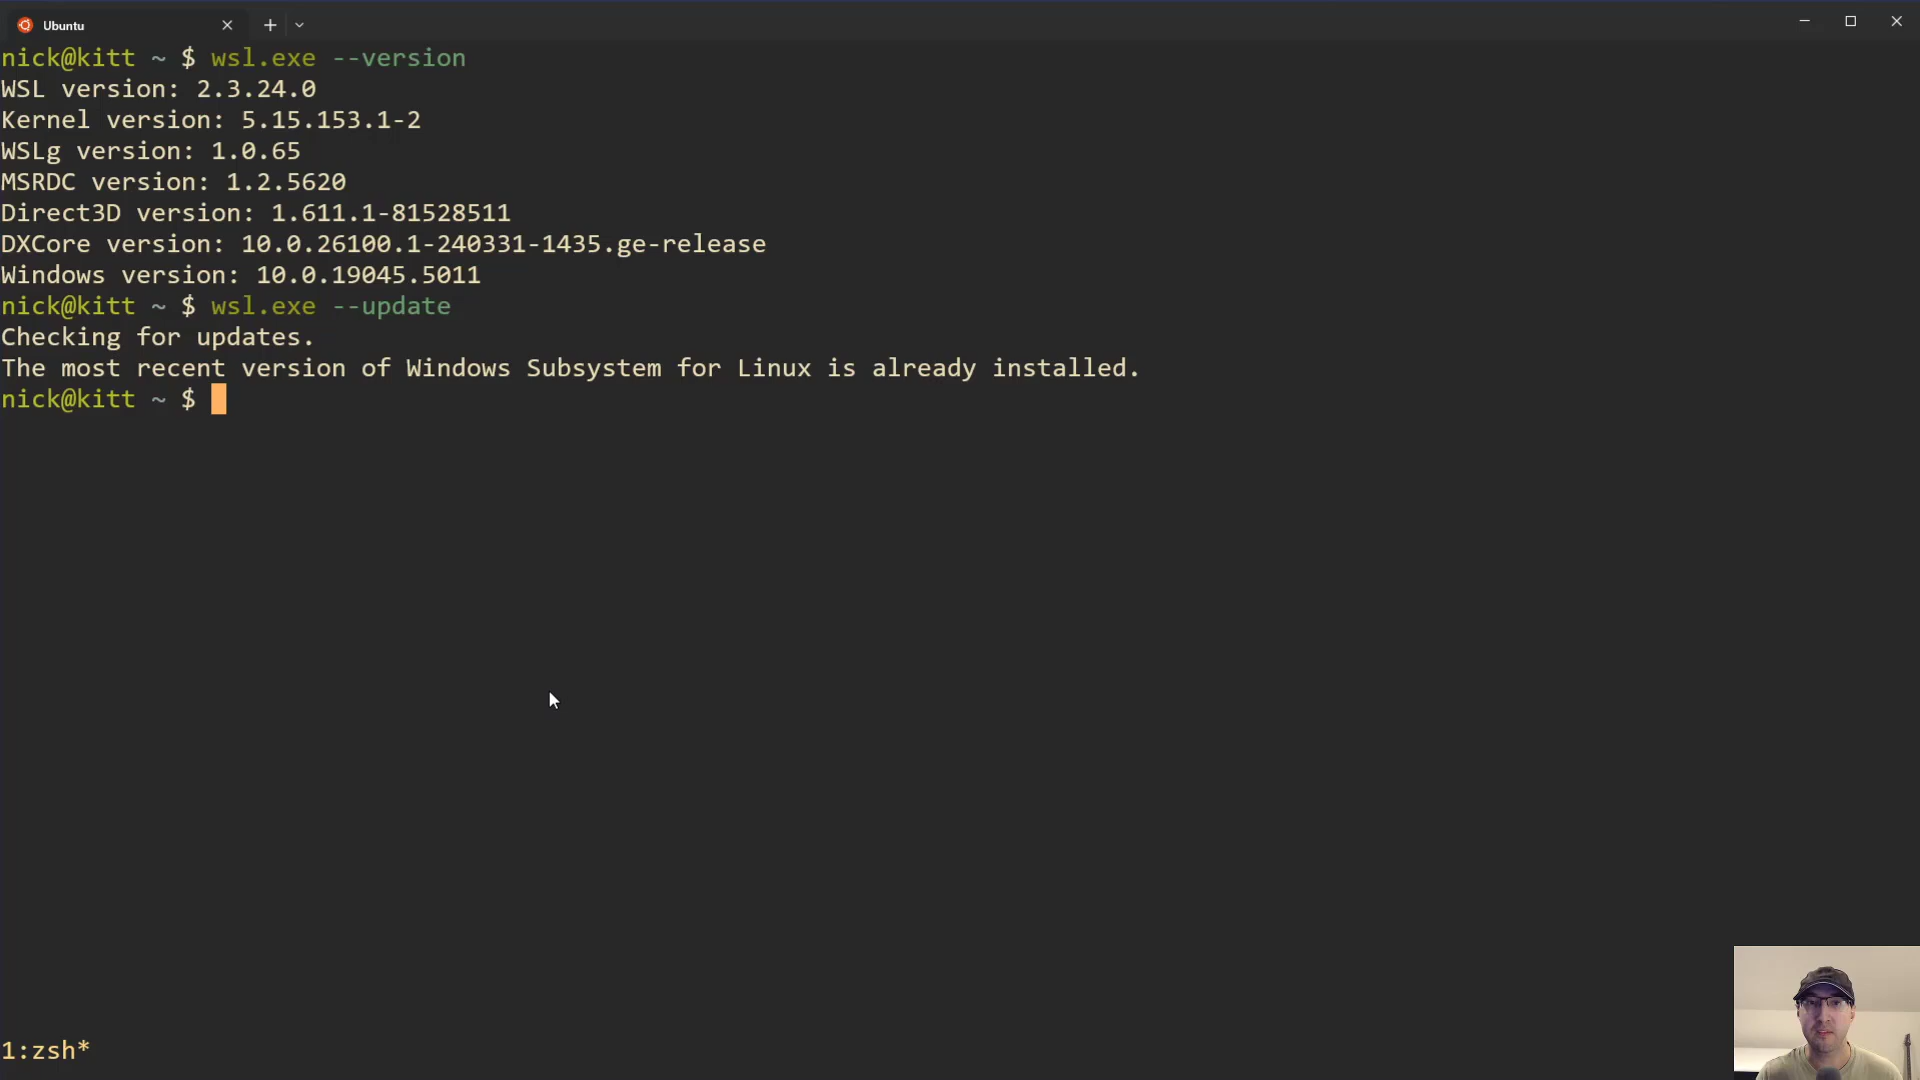 Ubuntu
nick@kitt ~ $ wsl.exe --version
WSL version: 2.3.24.0
Kernel version: 5.15.153.1-2
WSLg version: 1.0.65
MSRDC version: 1.2.5620
Direct3D version: 1.611.1-81528511
DXCore version: 10.0.26100.1-240331-1435.ge-release
Windows version: 10.0.19045.5011
nick@kitt ~ $ wsl.exe --update
Checking for updates.
The most recent version of Windows Subsystem for Linux is already installed.
nick@kitt ~ $
1:zsh*